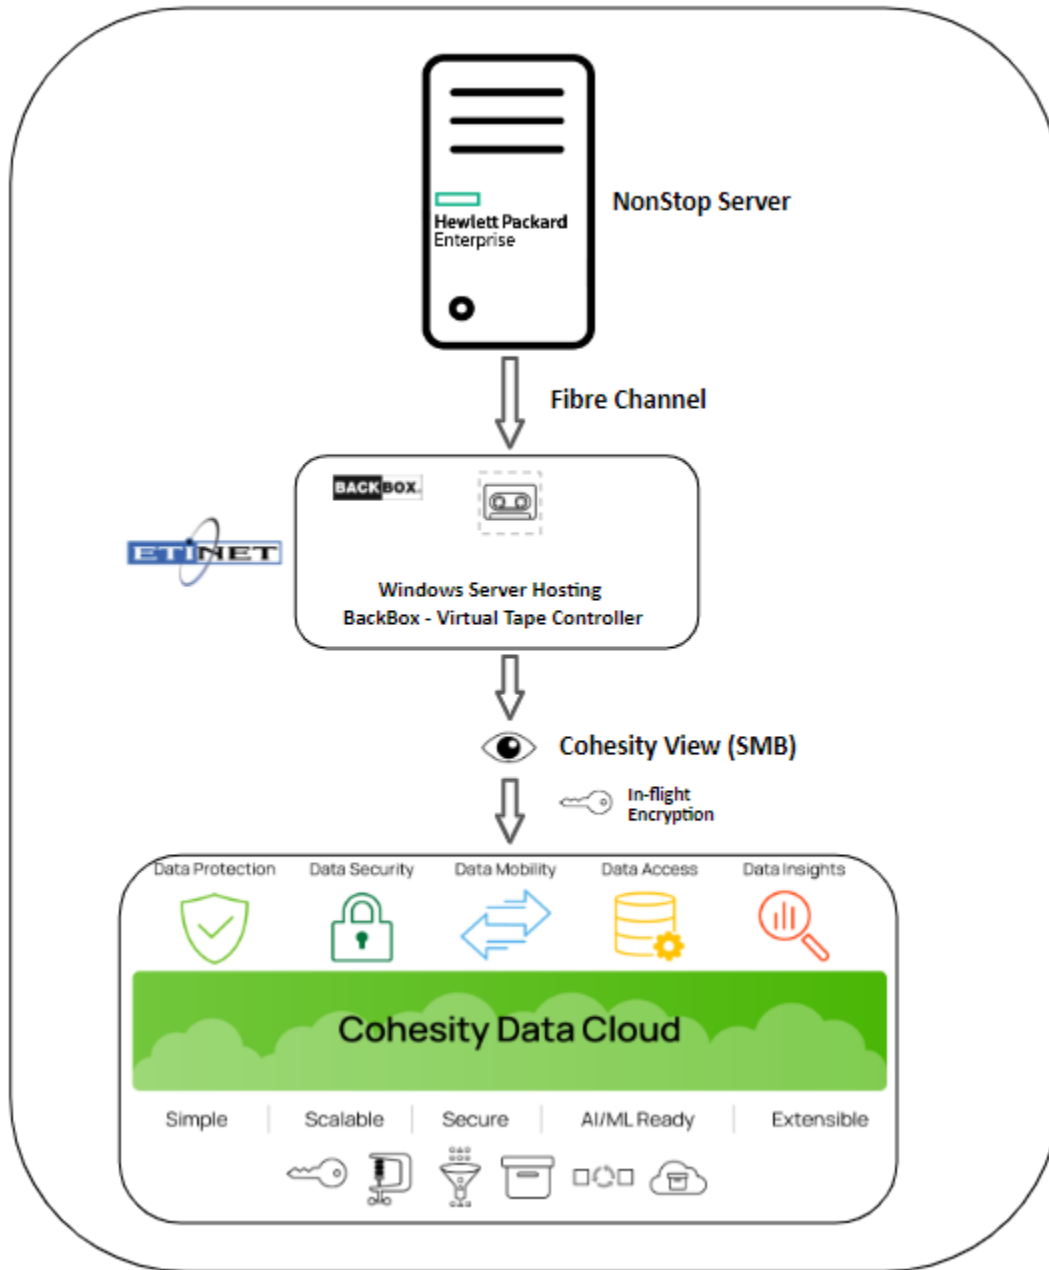 Hewlett Packard
Enterprise
NonStop Server
Fibre Channel
BACKBOX
ETINET
Windows Server Hosting
BackBox - Virtual Tape Controller
Cohesity View (SMB)
In-flight
Encryption
Data Protection Data Security Data Mobility Data Access Data Insights
Cohesity Data Cloud
Simple Scalable Secure AI/ML Ready Extensible